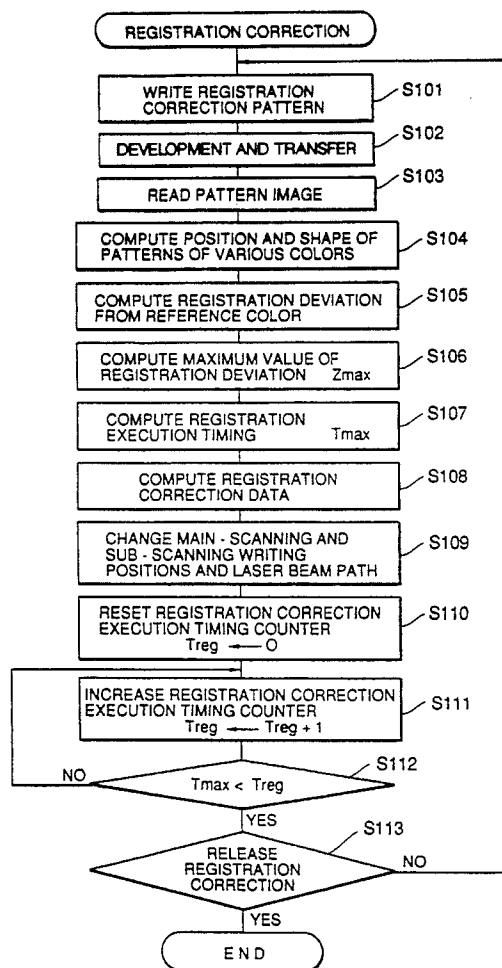 REGISTRATION CORRECTION
WRITE REGISTRATION
CORRECTION PATTERN
S101
DEVELOPMENT AND TRANSFER
S102
READ PATTERN IMAGE
S103
COMPUTE POSITION AND SHAPE OF
PATTERNS OF VARIOUS COLORS
S104
COMPUTE REGISTRATION DEVIATION
FROM REFERENCE COLOR
S105
COMPUTE MAXIMUM VALUE OF
REGISTRATION DEVIATION Zmax
S106
COMPUTE REGISTRATION
EXECUTION TIMING Tmax
S107
COMPUTE REGISTRATION
CORRECTION DATA
S108
CHANGE MAIN - SCANNING AND
SUB - SCANNING WRITING
POSITIONS AND LASER BEAM PATH
S109
RESET REGISTRATION CORRECTION
EXECUTION TIMING COUNTER
Treg ← O
S110
INCREASE REGISTRATION CORRECTION
EXECUTION TIMING COUNTER
Treg ← Treg + 1
S111
Tmax < Treg
S112
NO
YES
RELEASE
REGISTRATION
CORRECTION
S113
NO
YES
END